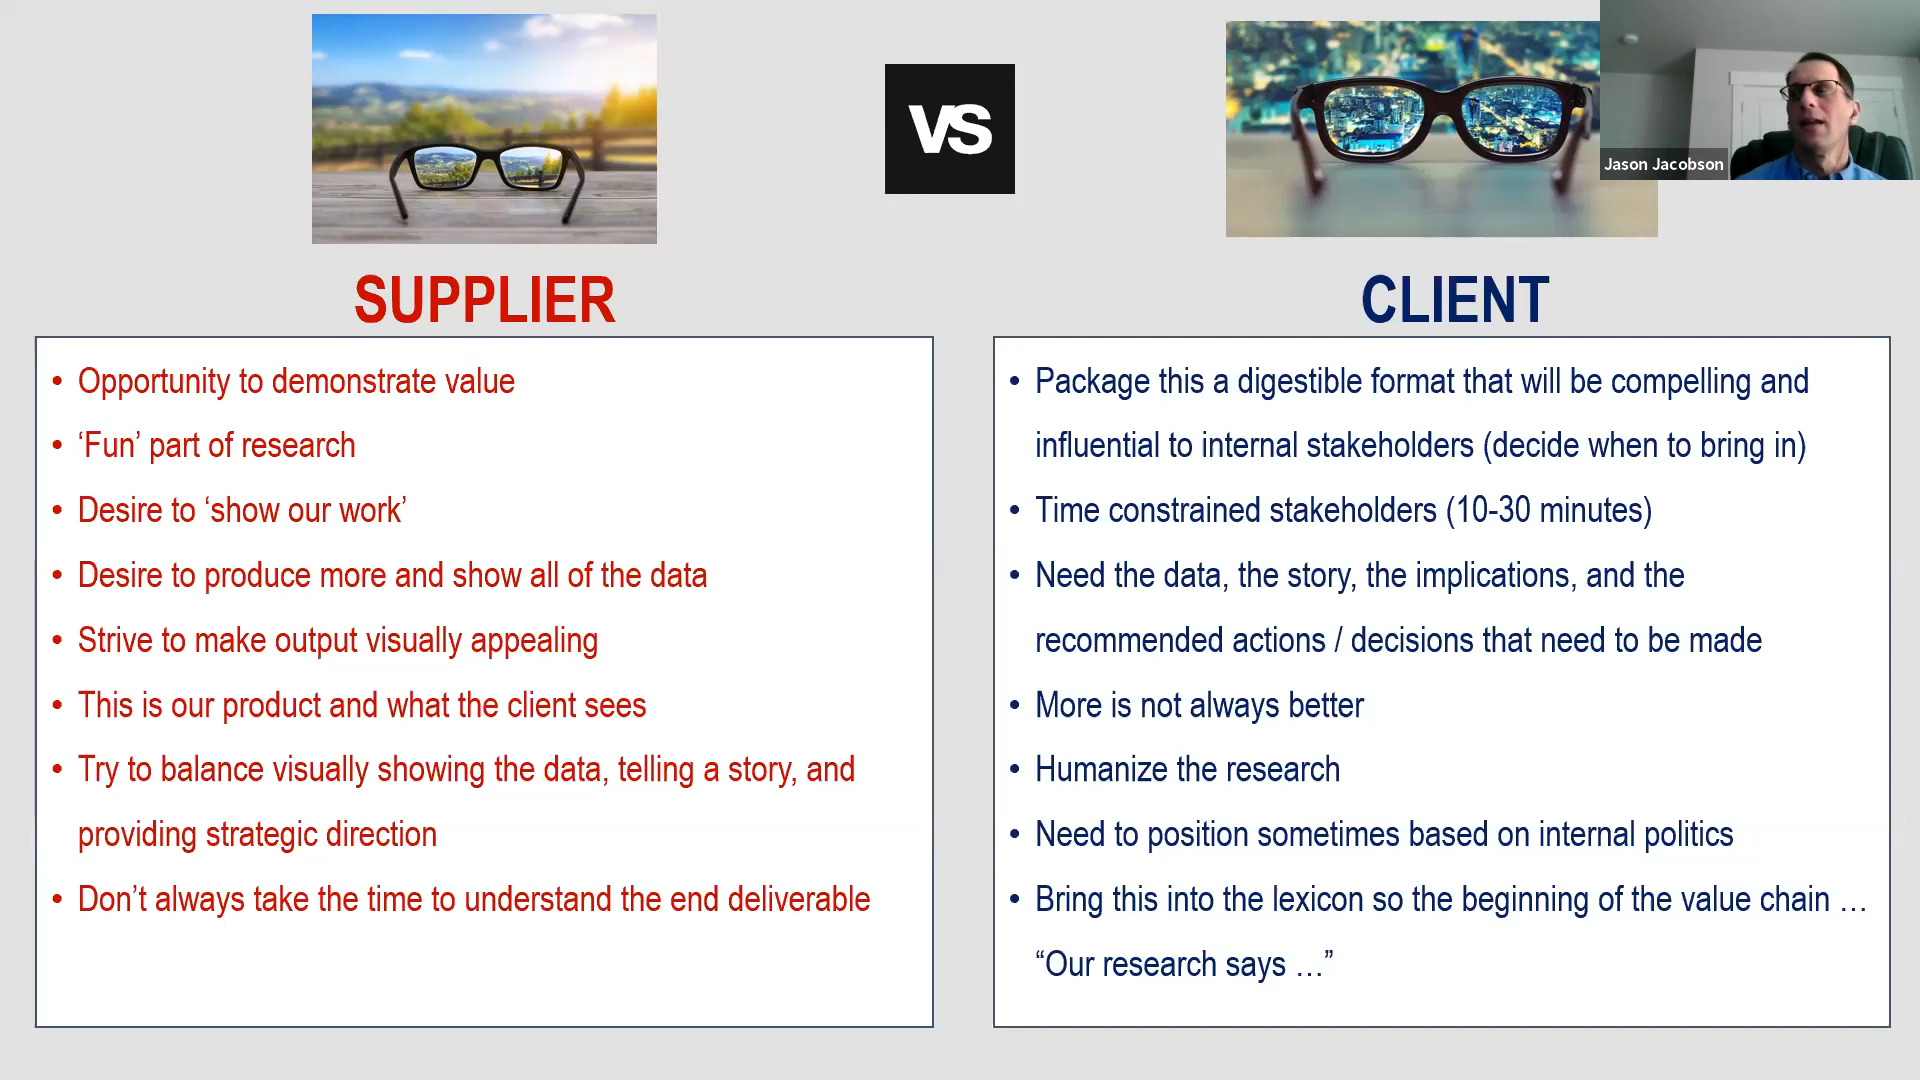 VS
Jason Jacobson
SUPPLIER
• Opportunity to demonstrate value
• ‘Fun’ part of research
• Desire to ‘show our work’
• Desire to produce more and show all of the data
• Strive to make output visually appealing
• This is our product and what the client sees
• Try to balance visually showing the data, telling a story, and
providing strategic direction
• Don’t always take the time to understand the end deliverable
CLIENT
• Package this a digestible format that will be compelling and
influential to internal stakeholders (decide when to bring in)
• Time constrained stakeholders (10-30 minutes)
• Need the data, the story, the implications, and the
recommended actions / decisions that need to be made
• More is not always better
• Humanize the research
• Need to position sometimes based on internal politics
• Bring this into the lexicon so the beginning of the value chain …
“Our research says …”